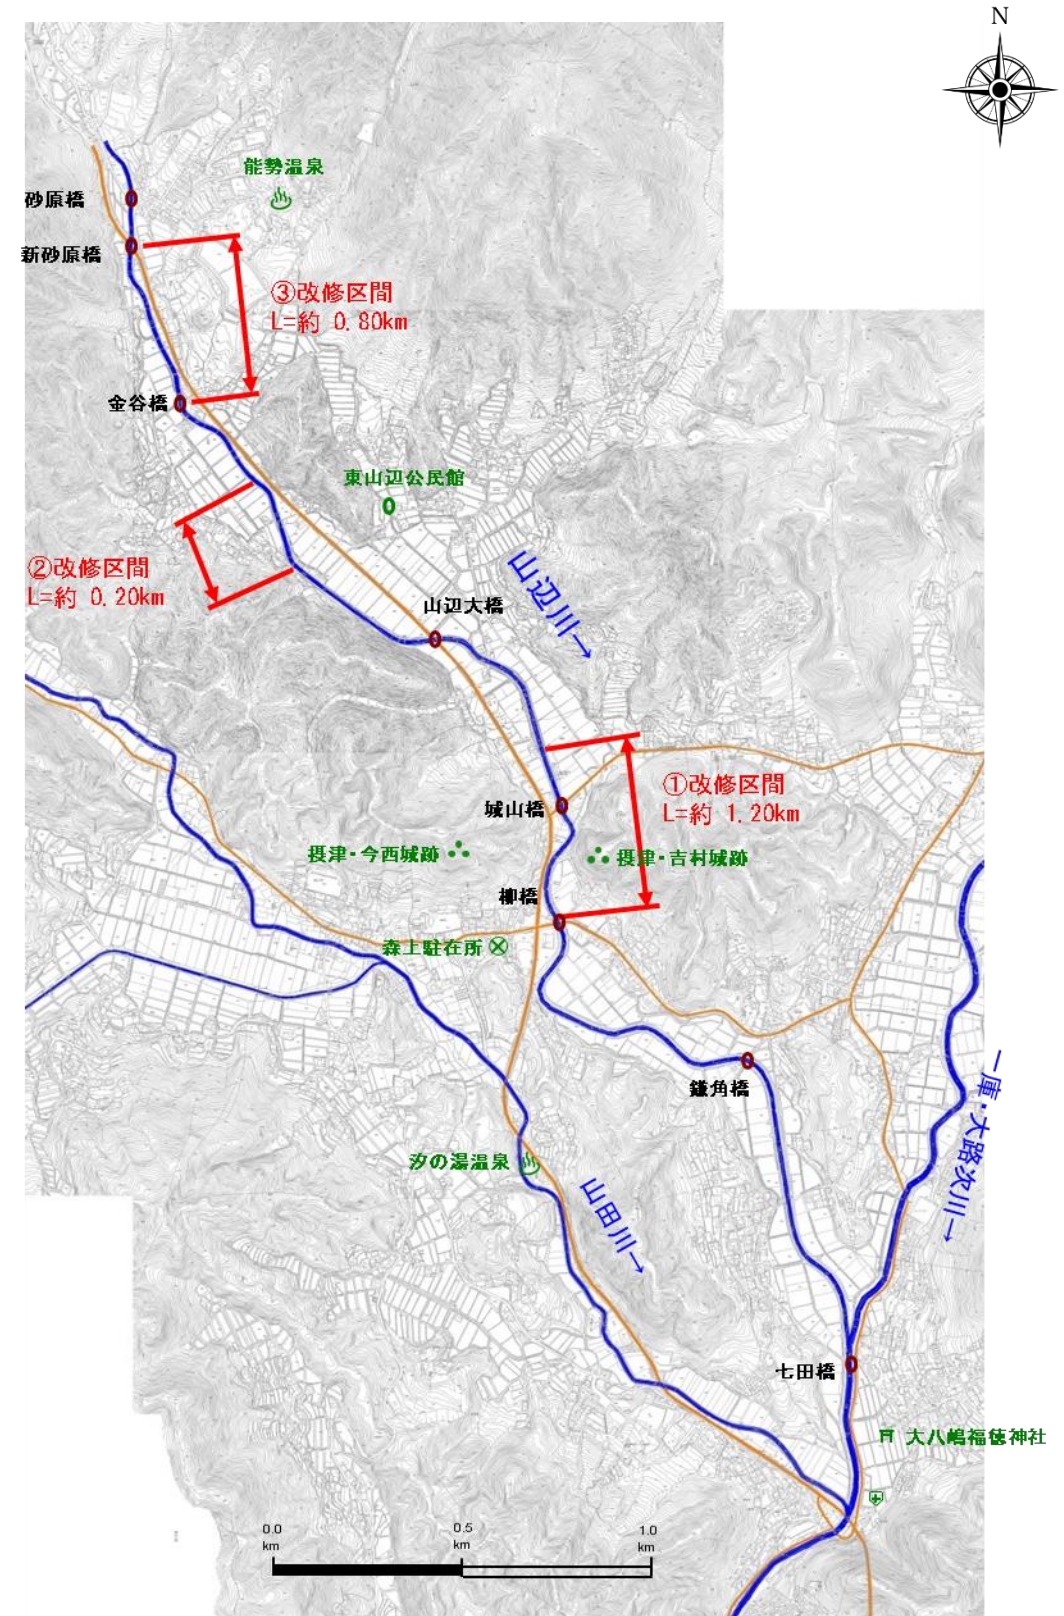 N
能勢温泉
砂原橋
新砂原橋
③改修区間
L=約 0.80km
金谷橋
東山辺公民館
②改修区間
L=約 0.20km
山辺大橋
山辺川→
①改修区間
L=約 1.20km
城山橋
摂津・今西城跡
摂津・吉村城跡
柳橋
森上駐在所
鎌角橋
一庫・大路次川→
汐の湯温泉
山田川→
七田橋
大八嶋福徳神社
0.0
km
0.5
km
1.0
km